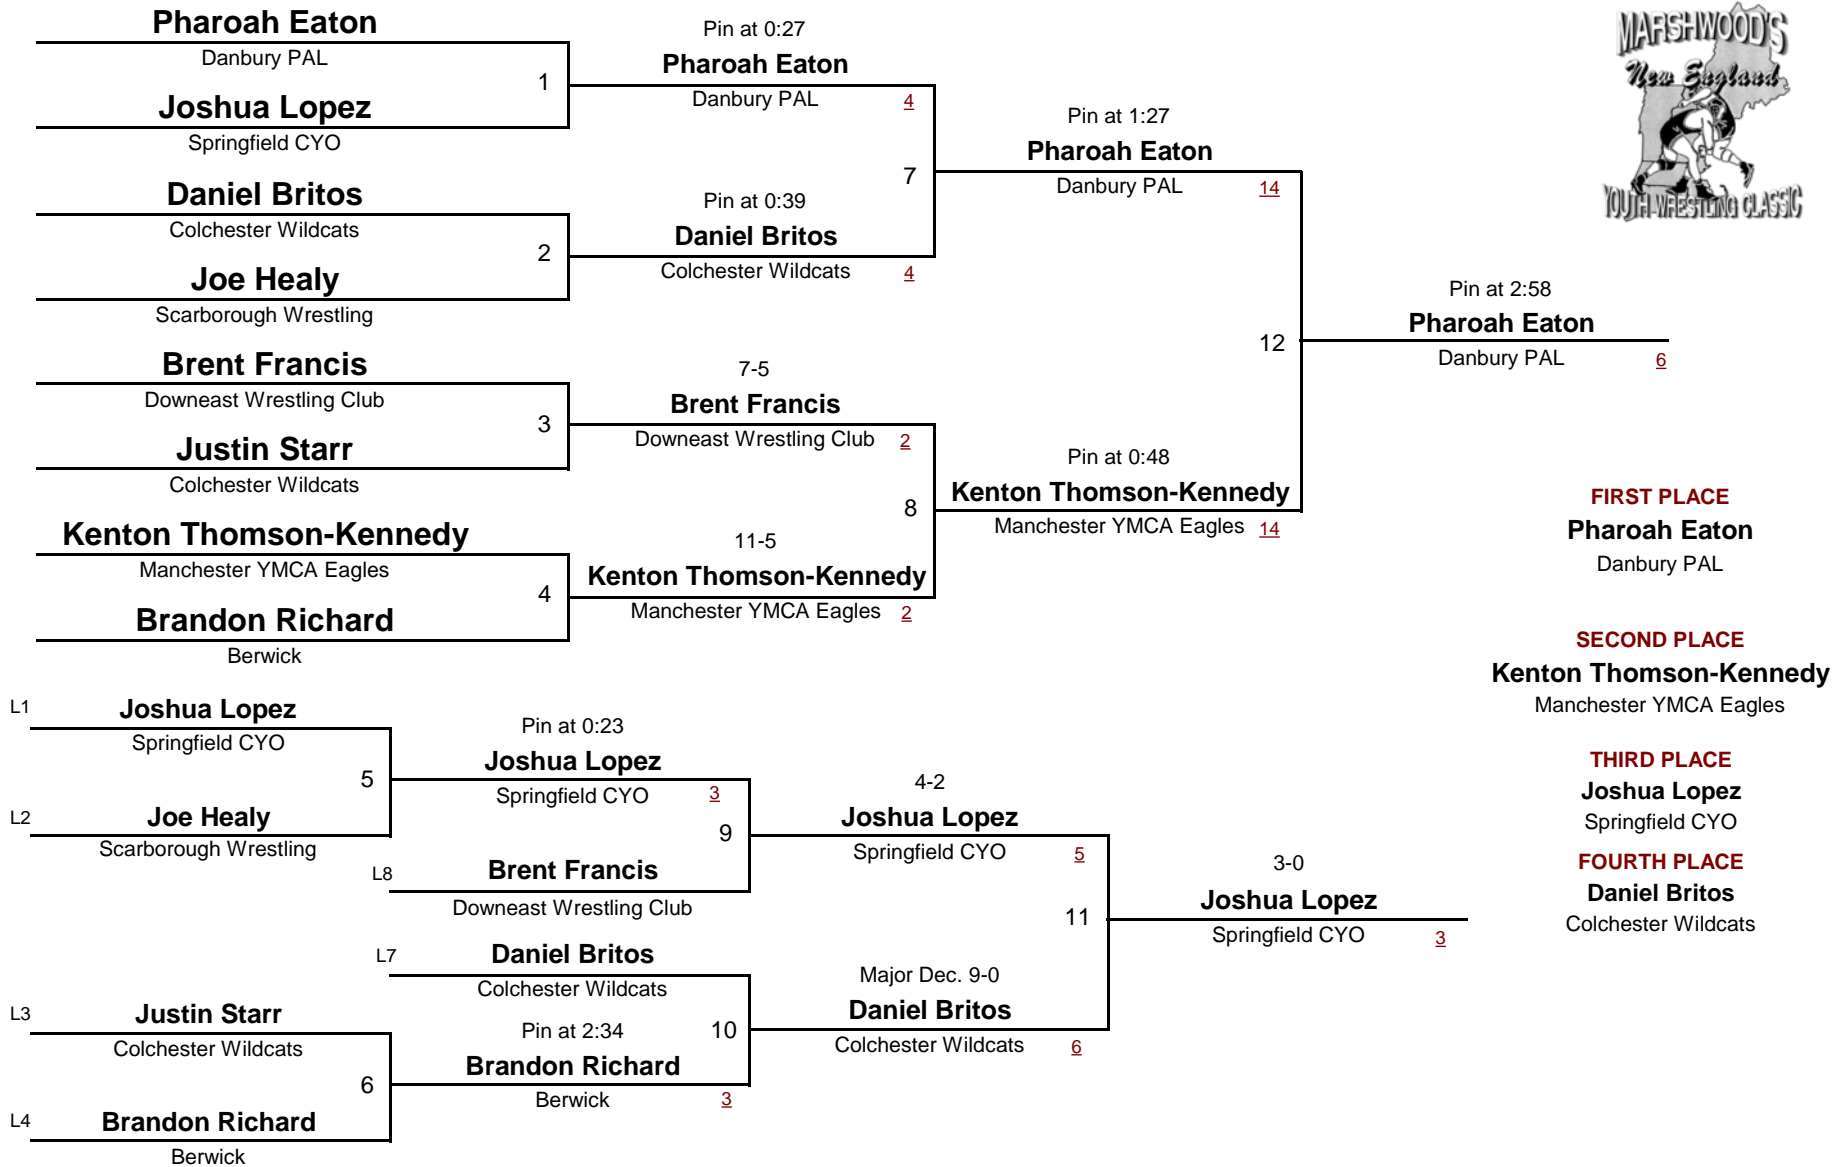 Pharoah Eaton
Danbury PAL
1
Joshua Lopez
Springfield CYO
Daniel Britos
Colchester Wildcats
2
Joe Healy
Scarborough Wrestling
Brent Francis
Downeast Wrestling Club
3
Justin Starr
Colchester Wildcats
Kenton Thomson-Kennedy
Manchester YMCA Eagles
4
Brandon Richard
Berwick
Pin at 0:27
Pharoah Eaton
Danbury PAL 4
7
Pin at 0:39
Daniel Britos
Colchester Wildcats 4
7-5
Brent Francis
Downeast Wrestling Club 2
8
11-5
Kenton Thomson-Kennedy
Manchester YMCA Eagles 2
Pin at 1:27
Pharoah Eaton
Danbury PAL 14
12
Pin at 0:48
Kenton Thomson-Kennedy
Manchester YMCA Eagles 14
Pin at 2:58
Pharoah Eaton
Danbury PAL 6
MARSHWOOD'S
New England
YOUTH WRESTLING CLASSIC
FIRST PLACE
Pharoah Eaton
Danbury PAL
SECOND PLACE
Kenton Thomson-Kennedy
Manchester YMCA Eagles
THIRD PLACE
Joshua Lopez
Springfield CYO
FOURTH PLACE
Daniel Britos
Colchester Wildcats
L1 Joshua Lopez
Springfield CYO
5
L2 Joe Healy
Scarborough Wrestling
Pin at 0:23
Joshua Lopez
Springfield CYO 3
9
L8 Brent Francis
Downeast Wrestling Club
L7 Daniel Britos
Colchester Wildcats
10
Pin at 2:34
Brandon Richard
Berwick 3
L3 Justin Starr
Colchester Wildcats
6
L4 Brandon Richard
Berwick
4-2
Joshua Lopez
Springfield CYO 5
11
Major Dec. 9-0
Daniel Britos
Colchester Wildcats 6
3-0
Joshua Lopez
Springfield CYO 3